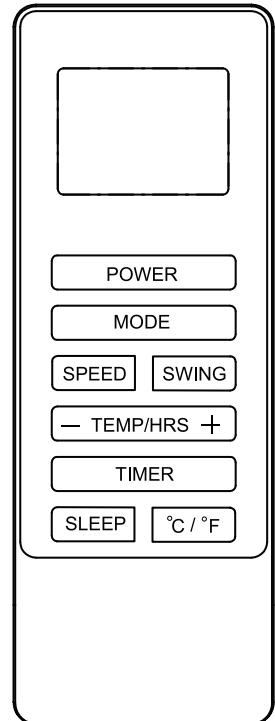 POWER
MODE
SPEED SWING
— TEMP/HRS +
TIMER
SLEEP °C / °F